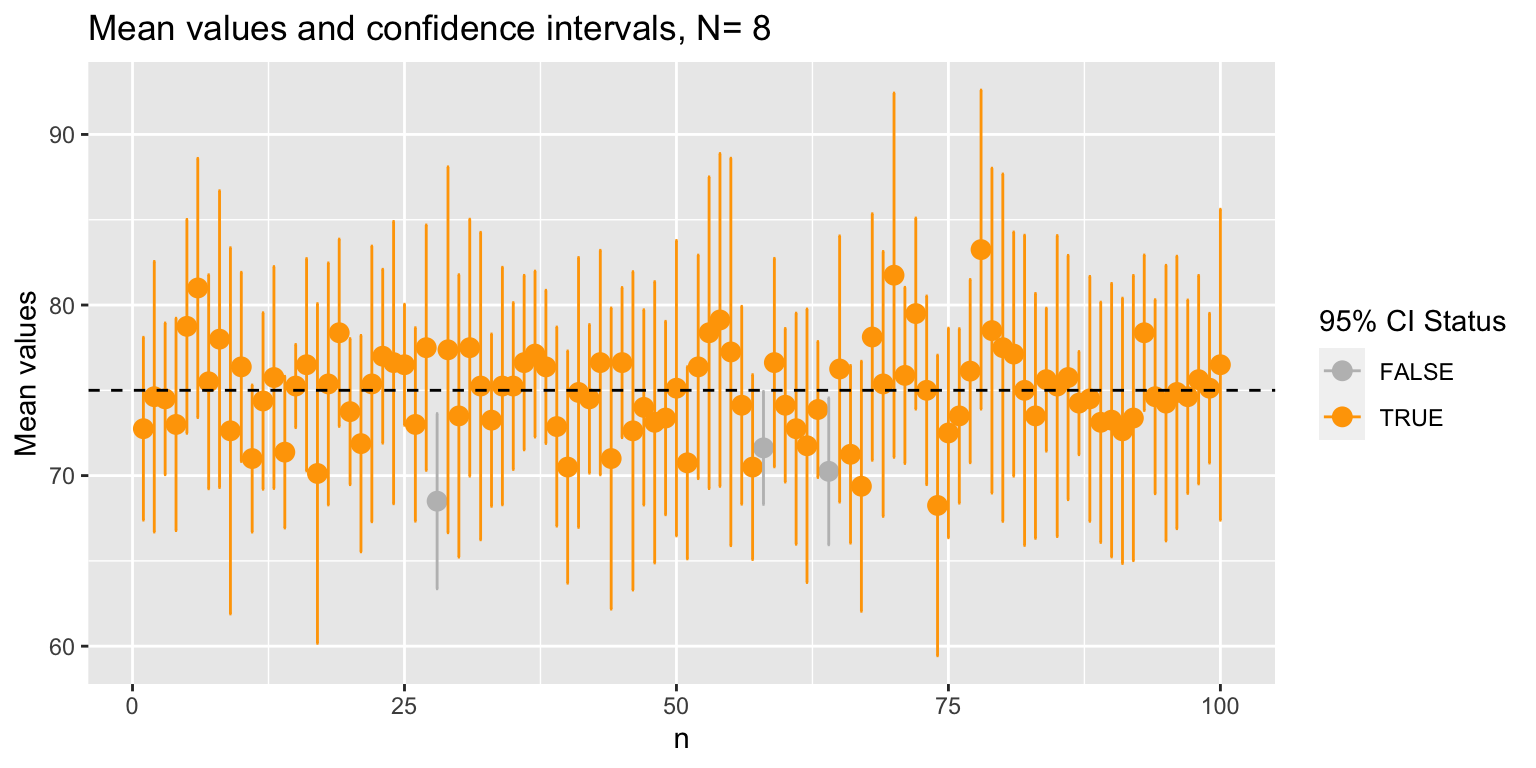 Mean values and confidence intervals, N= 8
Mean values
90
80
70
60
0 25 50 75 100
n
95% CI Status
FALSE
TRUE